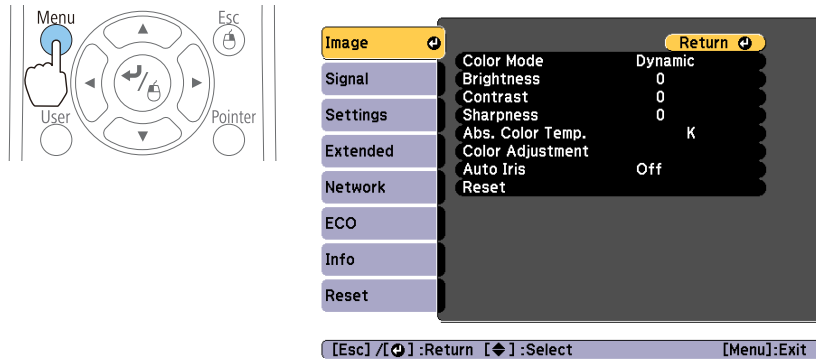 Menu
Esc
User
Pointer
Image
Return
Color Mode Dynamic
Signal
Brightness 0
Contrast 0
Settings
Sharpness 0
Abs. Color Temp. K
Extended
Color Adjustment
Auto Iris Off
Network
Reset
ECO
Info
Reset
[Esc] /[ ] :Return [ ] :Select [Menu]:Exit